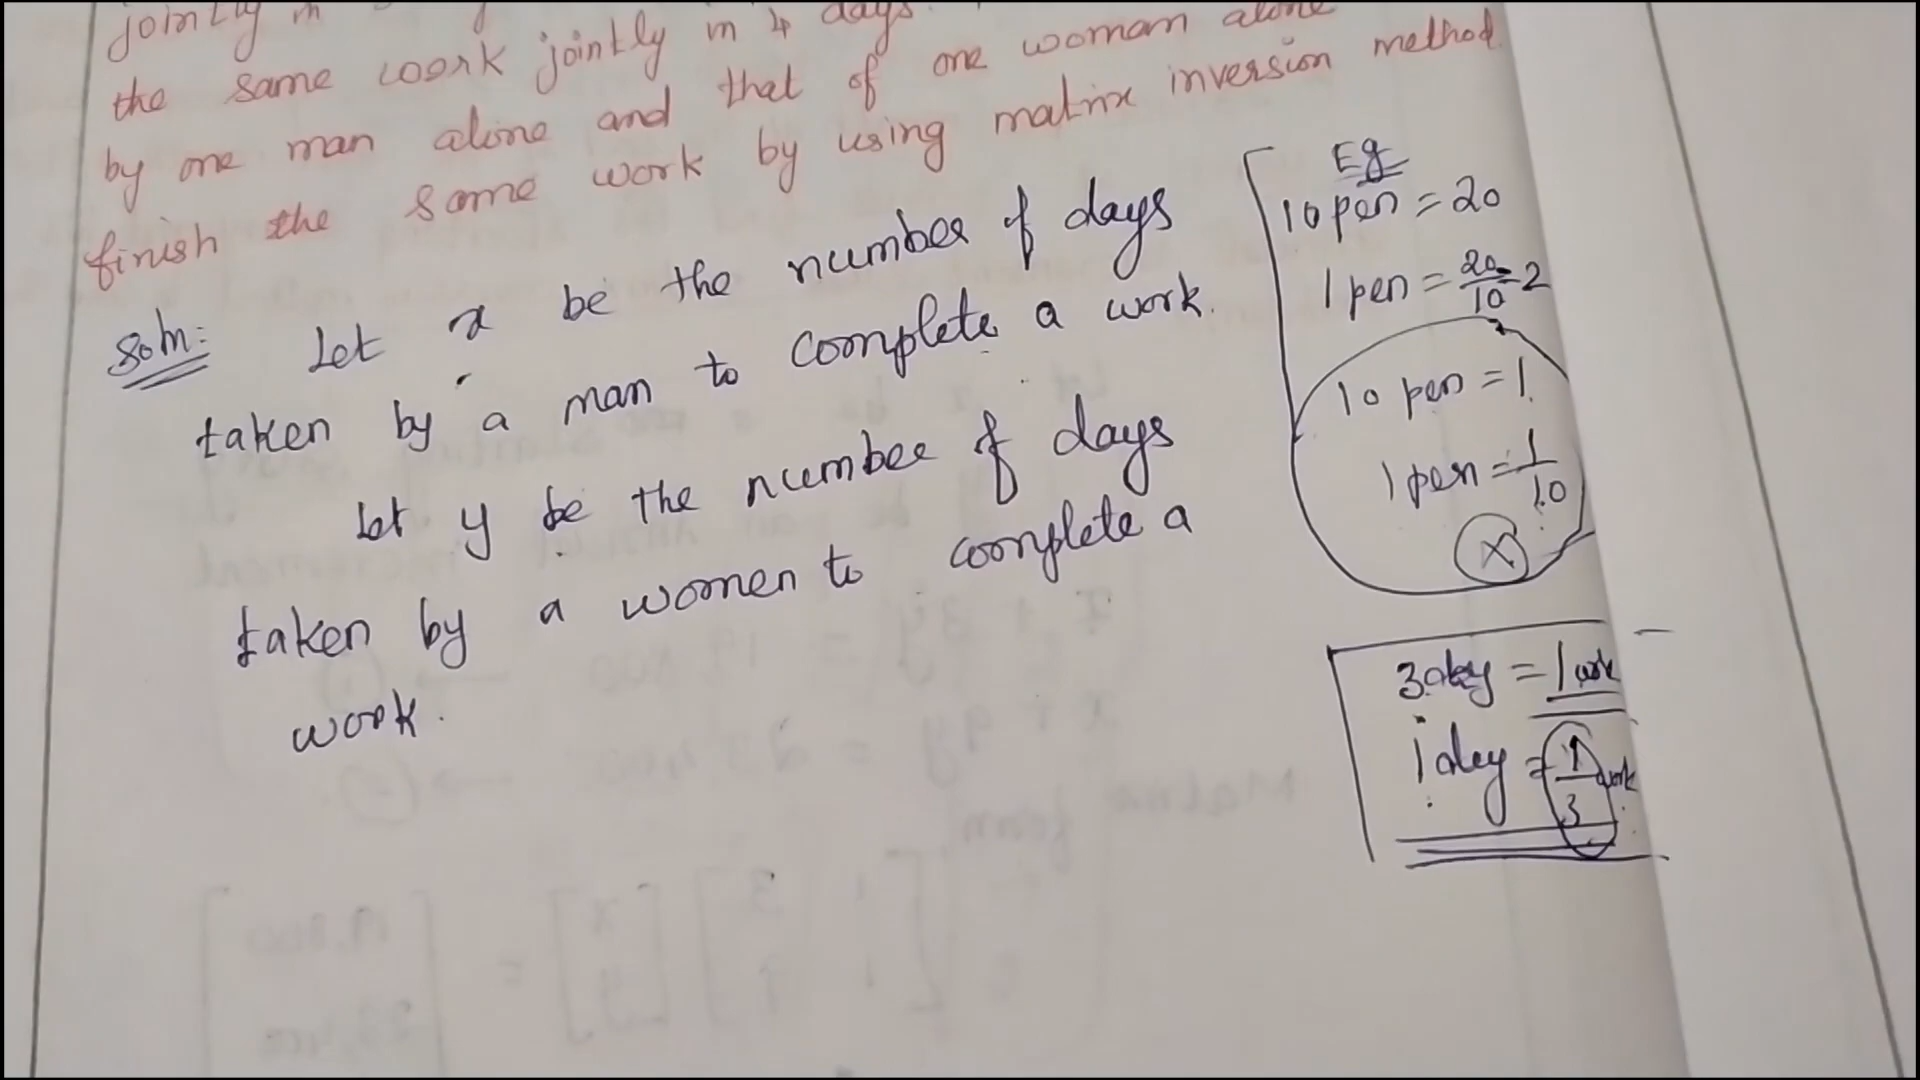 jointly in days
the same work jointly in 4 days
by one man alone and that of one woman alone
finish the same work by using matrix inversion method
Soln: Let x be the number of days
taken by a man to complete a work.
Let y be the number of days
taken by a women to complete a
work.
Eg
10 pen = 20
1 pen = 20/10 = 2
10 pen = 1
1 pen = 1/10
x
3 day = 1 work
1 day = 1/3 work